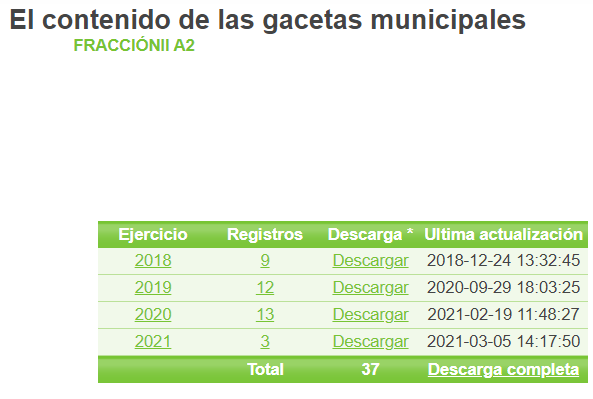 El contenido de las gacetas municipales
FRACCIÓNII A2
Ejercicio Registros Descarga * Ultima actualización
2018 9 Descargar 2018-12-24 13:32:45
2019 12 Descargar 2020-09-29 18:03:25
2020 13 Descargar 2021-02-19 11:48:27
2021 3 Descargar 2021-03-05 14:17:50
Total 37 Descarga completa